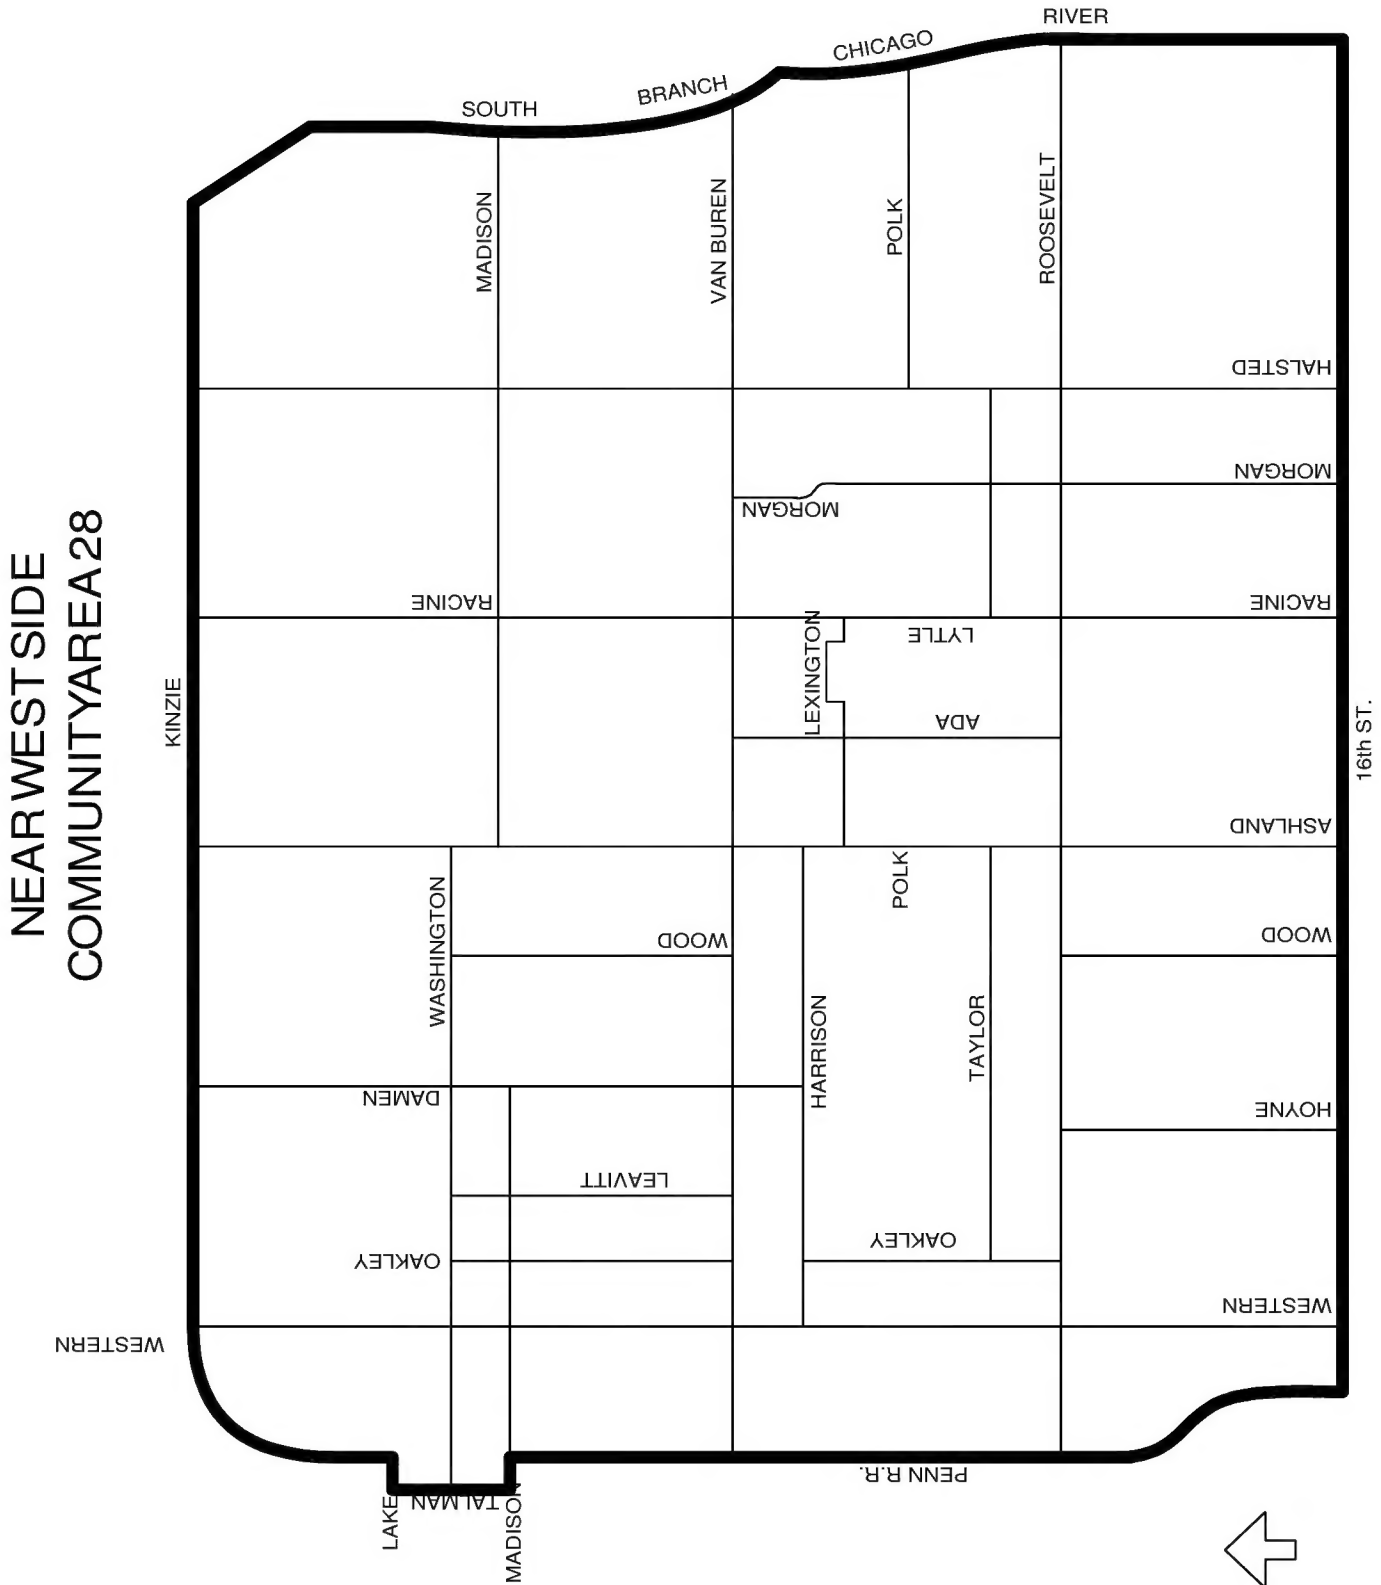 NEAR WEST SIDE
COMMUNITY AREA 28
RIVER
CHICAGO
BRANCH
SOUTH
MADISON
VAN BUREN
POLK
ROOSEVELT
HALSTED
MORGAN
MORGAN
RACINE
RACINE
LYTLE
LEXINGTON
ADA
KINZIE
16th ST.
ASHLAND
POLK
WASHINGTON
WOOD
WOOD
HARRISON
TAYLOR
DAMEN
HOYNE
LEAVITT
OAKLEY
OAKLEY
WESTERN
WESTERN
PENN R.R.
LAKE
TALMAN
MADISON